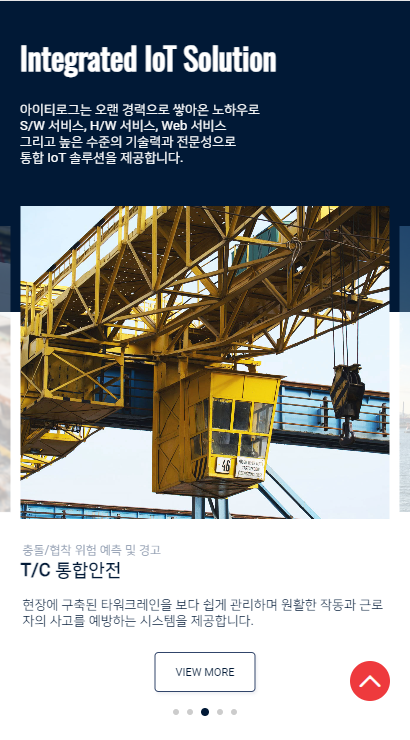 Integrated IoT Solution
아이티로그는 오랜 경력으로 쌓아온 노하우로
S/W 서비스, H/W 서비스, Web 서비스
그리고 높은 수준의 기술력과 전문성으로
통합 IoT 솔루션을 제공합니다.
46
충돌/협착 위험 예측 및 경고
T/C 통합안전
현장에 구축된 타워크레인을 보다 쉽게 관리하며 원활한 작동과 근로
자의 사고를 예방하는 시스템을 제공합니다.
VIEW MORE